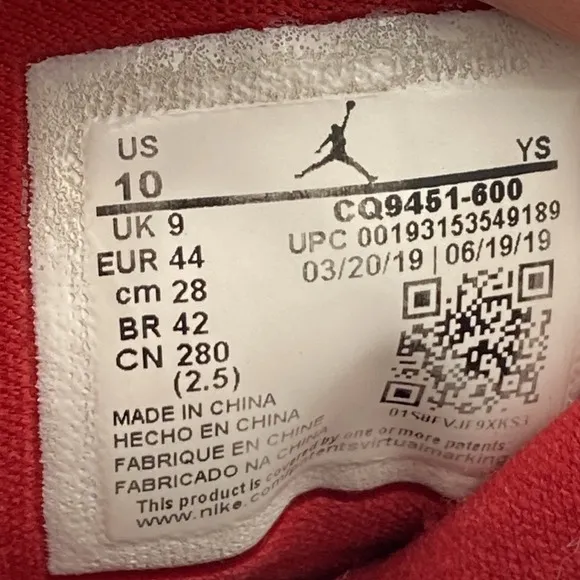 US
10
YS
UK 9
EUR 44
cm 28
BR 42
CN 280
(2.5)
CQ9451-600
UPC 00193153549189
03/20/19 | 06/19/19
MADE IN CHINA
HECHO EN CHINA
FABRIQUE EN CHINE
FABRICADO NA CHINA
This product is covered by one or more patents
www.nike.com/patentsvirtualmarking